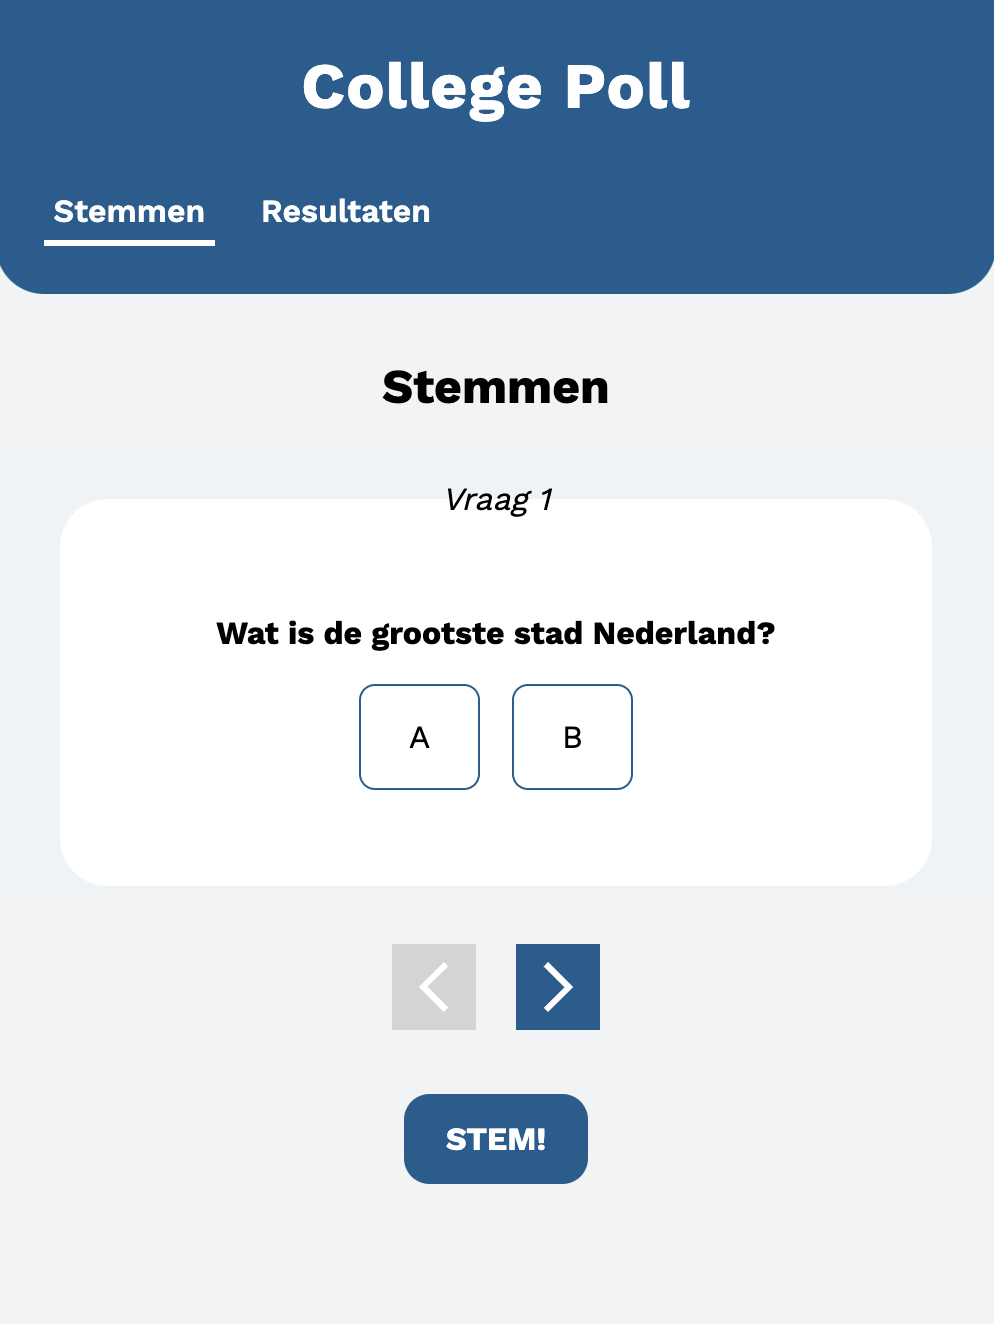 College Poll
Stemmen Resultaten
Stemmen
Vraag 1
Wat is de grootste stad Nederland?
A B
STEM!